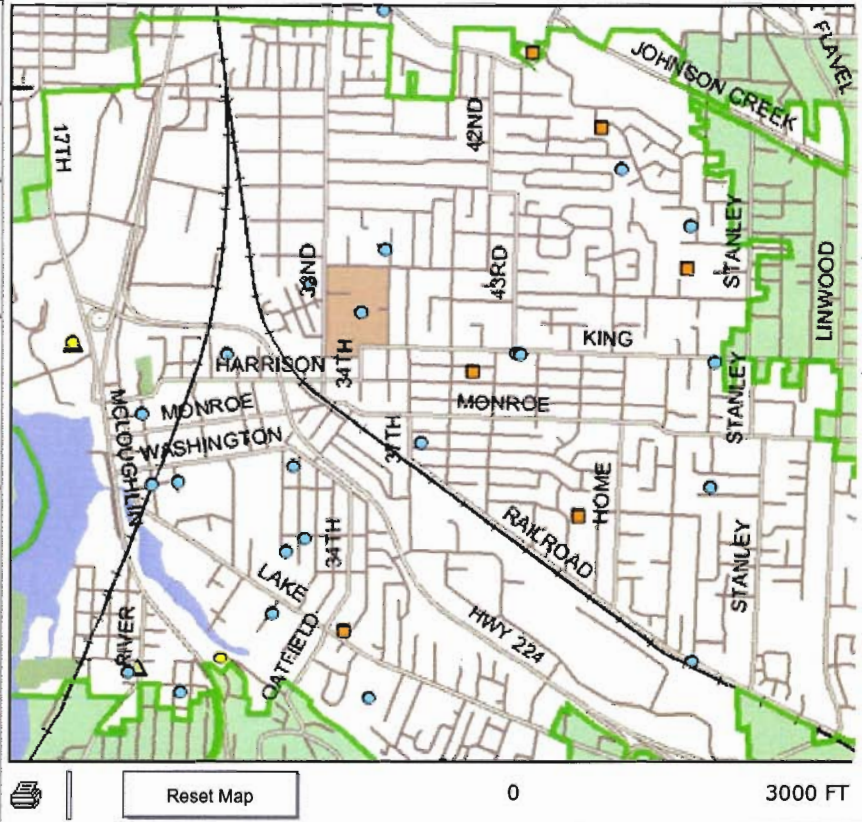 FLAVEL
JOHNSON CREEK
17TH
42ND
STANLEY
LINWOOD
43RD
KING
HARRISON
34TH
STANLEY
MCLOUGHLIN
MONROE
MONROE
WASHINGTON
37TH
HOME
RAILROAD
34TH
STANLEY
LAKE
HWY 224
RIVER
OATFIELD
Reset Map
0
3000 FT